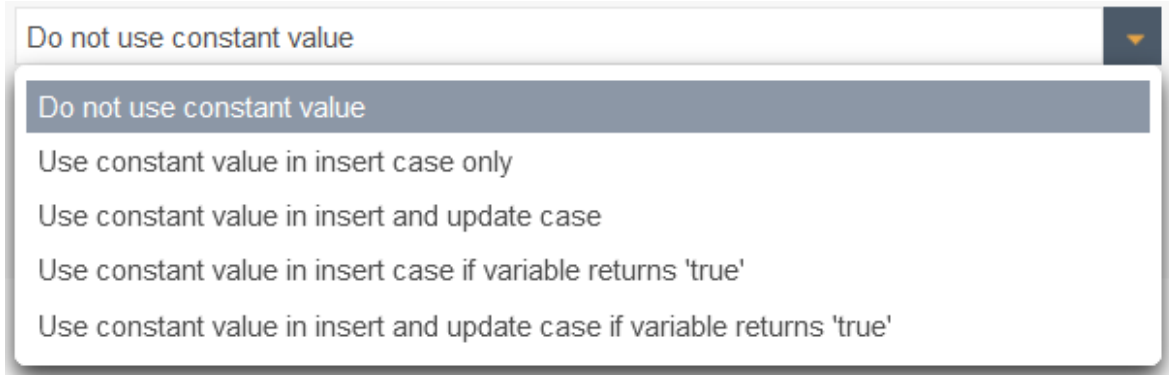 Do not use constant value
Do not use constant value
Use constant value in insert case only
Use constant value in insert and update case
Use constant value in insert case if variable returns 'true'
Use constant value in insert and update case if variable returns 'true'